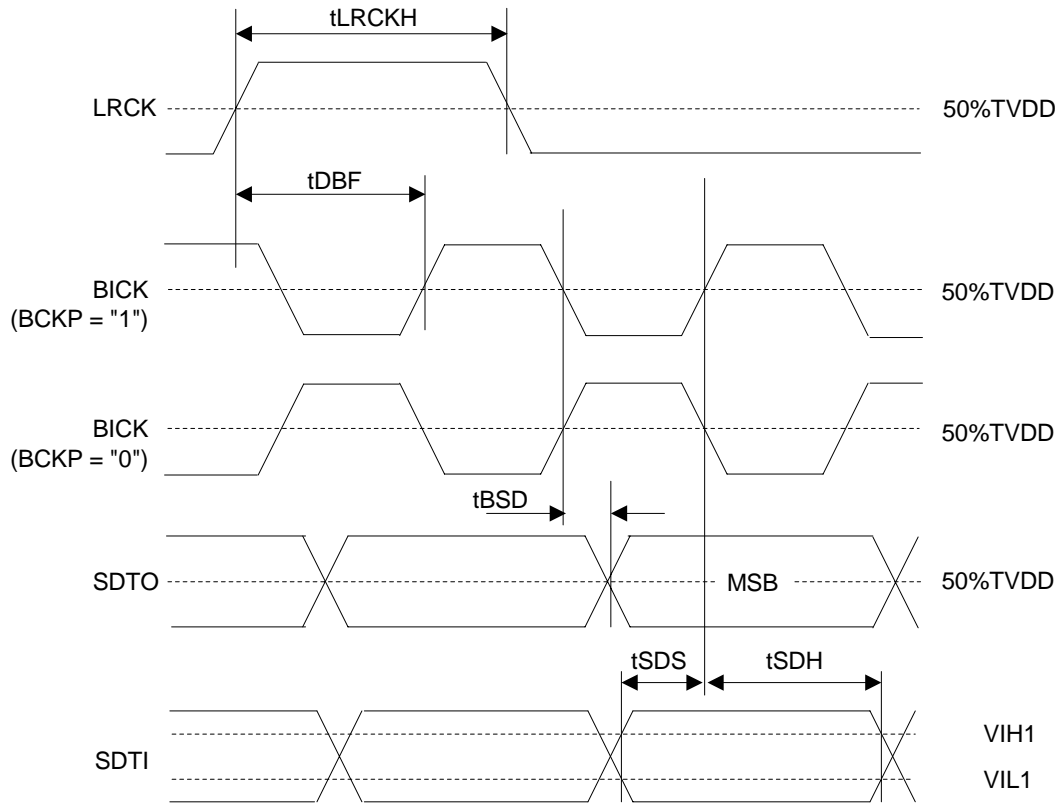 tLRCKH
LRCK
50%TVDD
tDBF
BICK
(BCKP = "1")
50%TVDD
BICK
(BCKP = "0")
50%TVDD
tBSD
SDTO
MSB
50%TVDD
tSDS
tSDH
SDTI
VIH1
VIL1